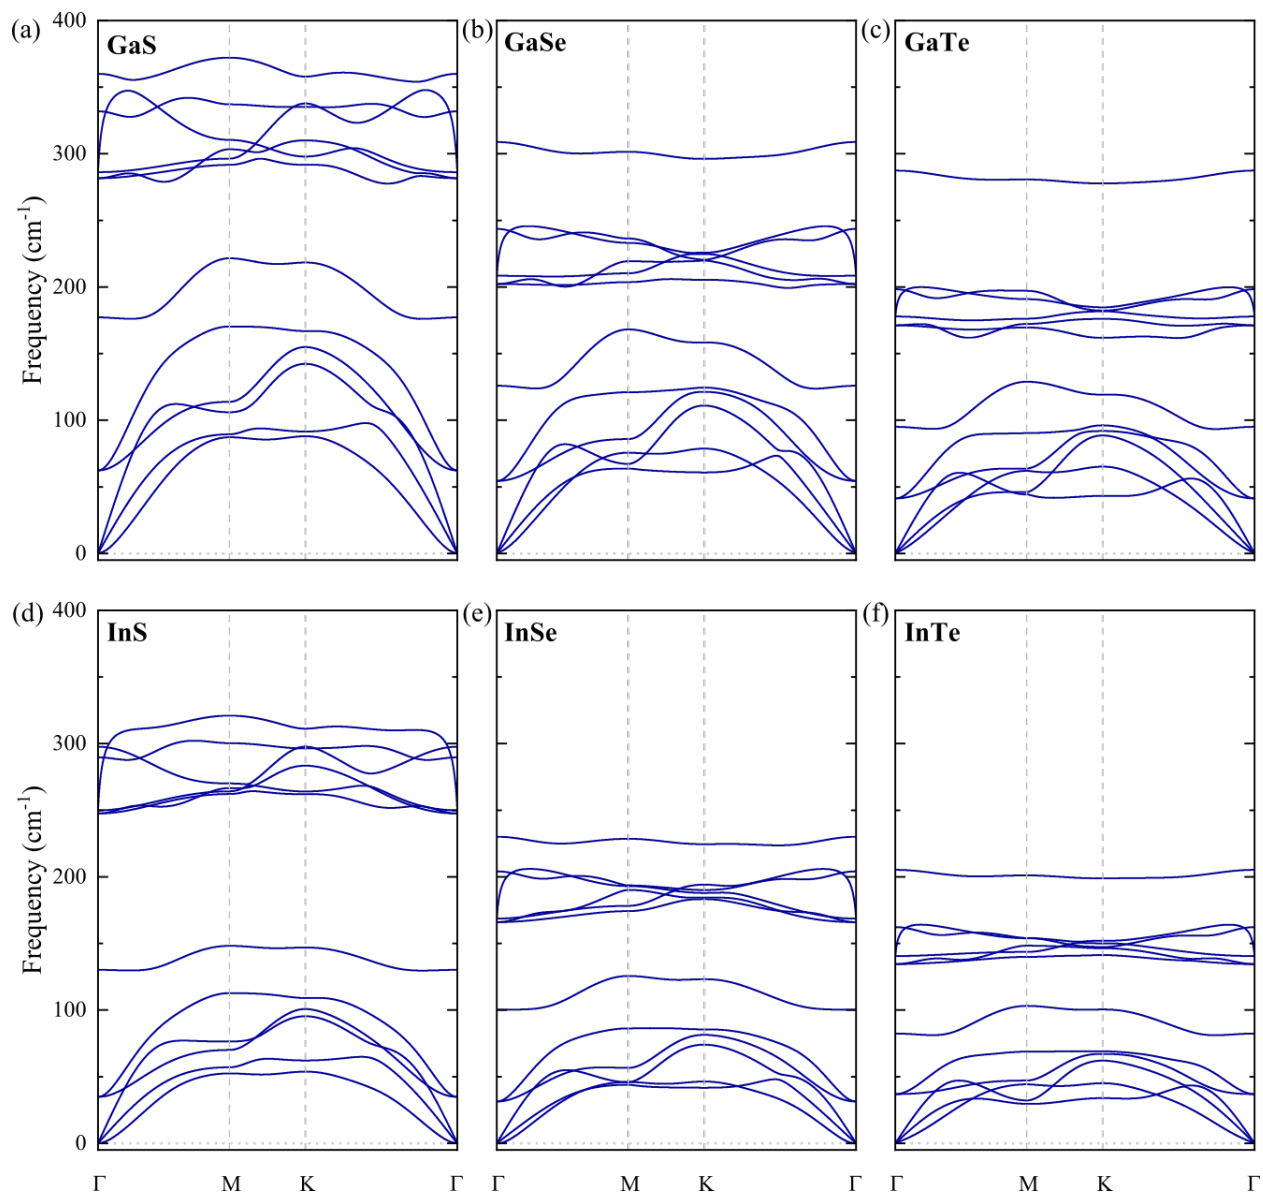 (a) GaS (b) GaSe (c) GaTe
400
300
200
100
0
Frequency (cm-1)
(d) InS (e) InSe (f) InTe
400
300
200
100
0
Frequency (cm-1)
Γ M K Γ Γ M K Γ Γ M K Γ